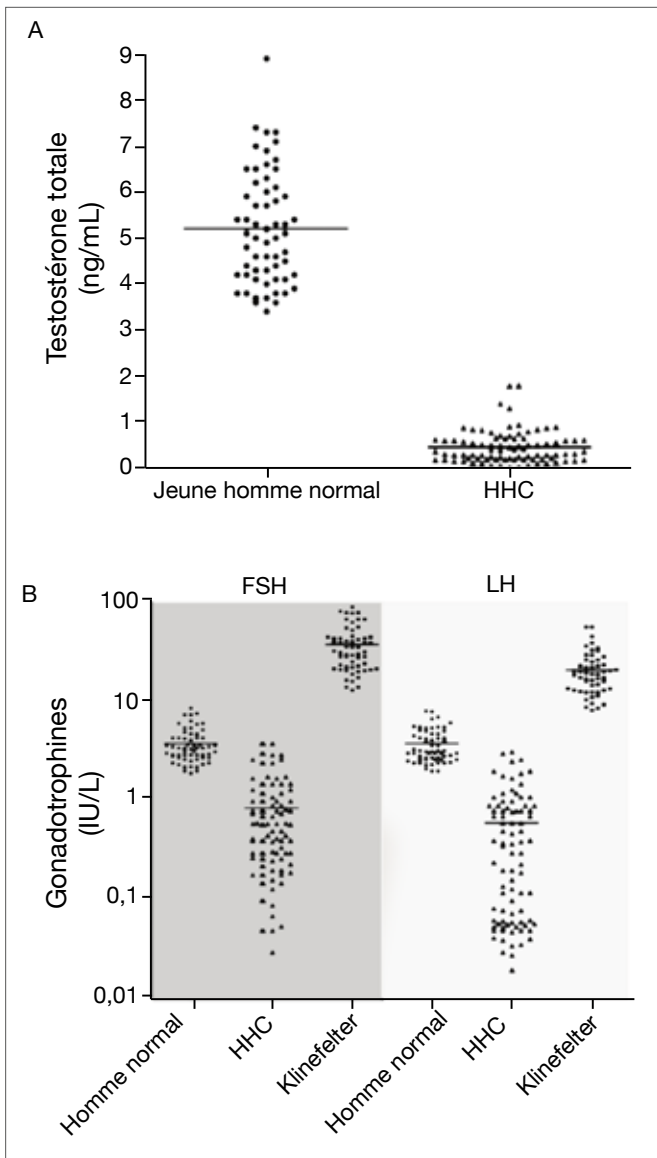 A
Testostérone totale
(ng/mL)
9
8
7
6
5
4
3
2
1
0
Jeune homme normal
HHC
B
FSH
LH
Gonadotrophines
(IU/L)
100
10
1
0,1
0,01
Homme normal
HHC
Klinefelter
Homme normal
HHC
Klinefelter